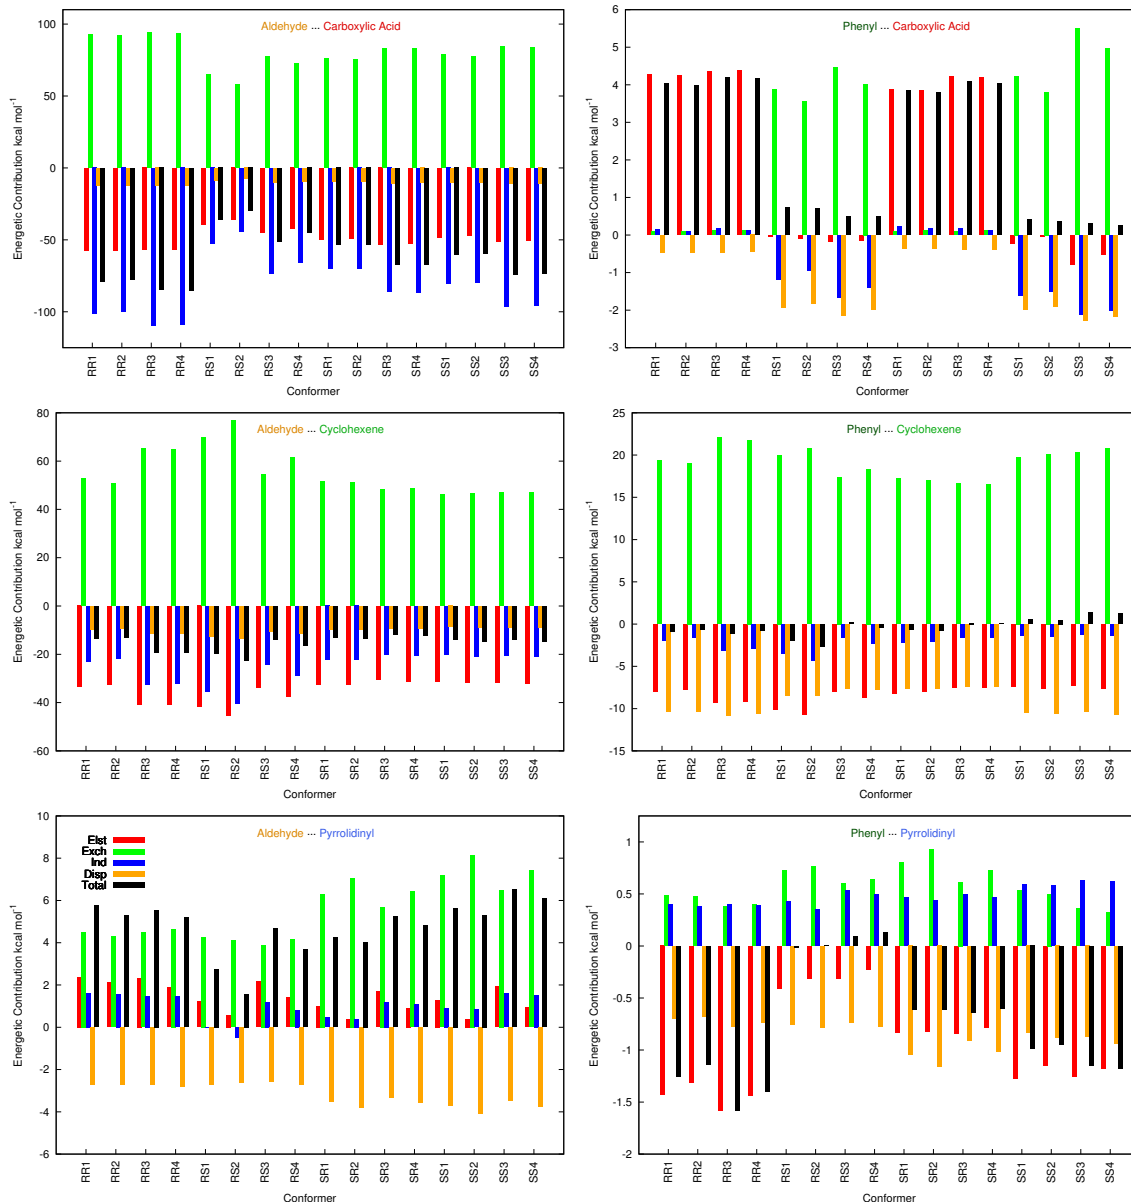 Aldehyde ... Carboxylic Acid
100
50
0
-50
-100
Energetic Contribution kcal mol⁻¹
RR1 RR2 RR3 RR4 RS1 RS2 RS3 RS4 SR1 SR2 SR3 SR4 SS1 SS2 SS3 SS4
Conformer
Phenyl ... Carboxylic Acid
6
5
4
3
2
1
0
-1
-2
-3
Energetic Contribution kcal mol⁻¹
RR1 RR2 RR3 RR4 RS1 RS2 RS3 RS4 SR1 SR2 SR3 SR4 SS1 SS2 SS3 SS4
Conformer
Aldehyde ... Cyclohexene
80
60
40
20
0
-20
-40
-60
Energetic Contribution kcal mol⁻¹
RR1 RR2 RR3 RR4 RS1 RS2 RS3 RS4 SR1 SR2 SR3 SR4 SS1 SS2 SS3 SS4
Conformer
Phenyl ... Cyclohexene
25
20
15
10
5
0
-5
-10
-15
Energetic Contribution kcal mol⁻¹
RR1 RR2 RR3 RR4 RS1 RS2 RS3 RS4 SR1 SR2 SR3 SR4 SS1 SS2 SS3 SS4
Conformer
Aldehyde ... Pyrrolidinyl
Elst
Exch
Ind
Disp
Total
10
8
6
4
2
0
-2
-4
-6
Energetic Contribution kcal mol⁻¹
RR1 RR2 RR3 RR4 RS1 RS2 RS3 RS4 SR1 SR2 SR3 SR4 SS1 SS2 SS3 SS4
Conformer
Phenyl ... Pyrrolidinyl
1
0.5
0
-0.5
-1
-1.5
-2
Energetic Contribution kcal mol⁻¹
RR1 RR2 RR3 RR4 RS1 RS2 RS3 RS4 SR1 SR2 SR3 SR4 SS1 SS2 SS3 SS4
Conformer